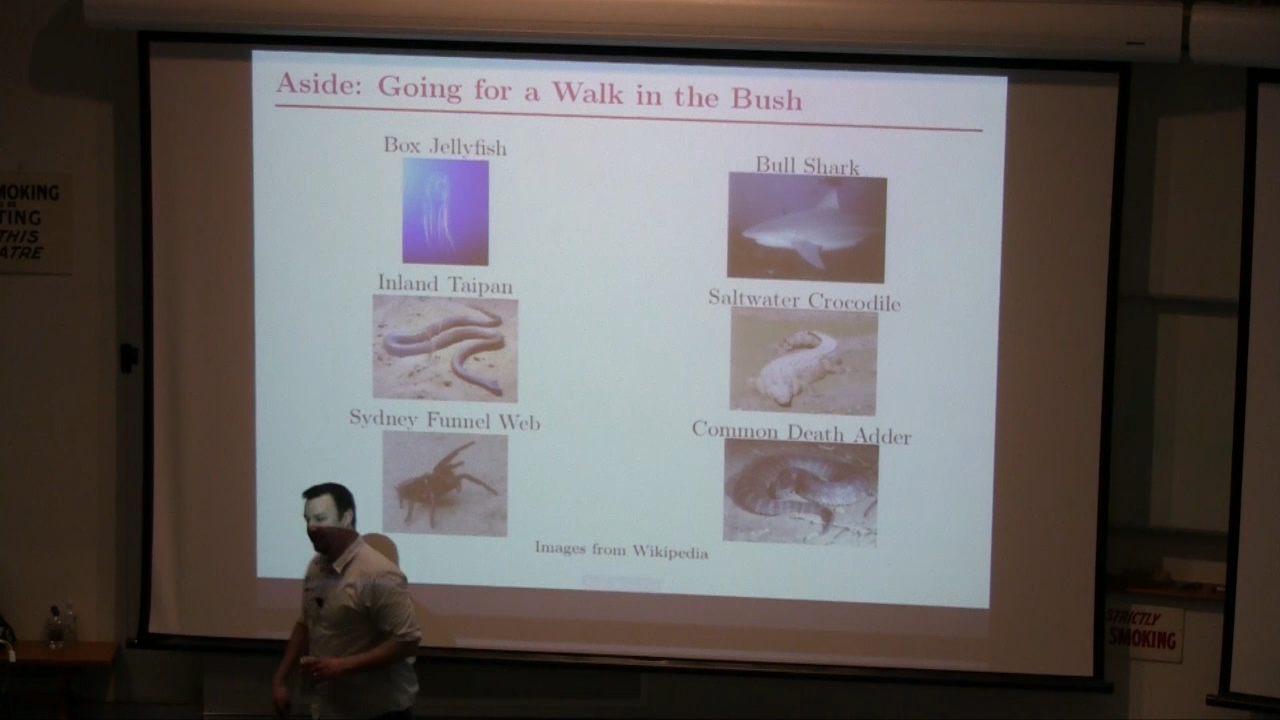 Aside: Going for a Walk in the Bush
Box Jellyfish
Bull Shark
Inland Taipan
Saltwater Crocodile
Sydney Funnel Web
Common Death Adder
Images from Wikipedia
MOKING
TING
THIS
ATRE
STRICTLY
SMOKING